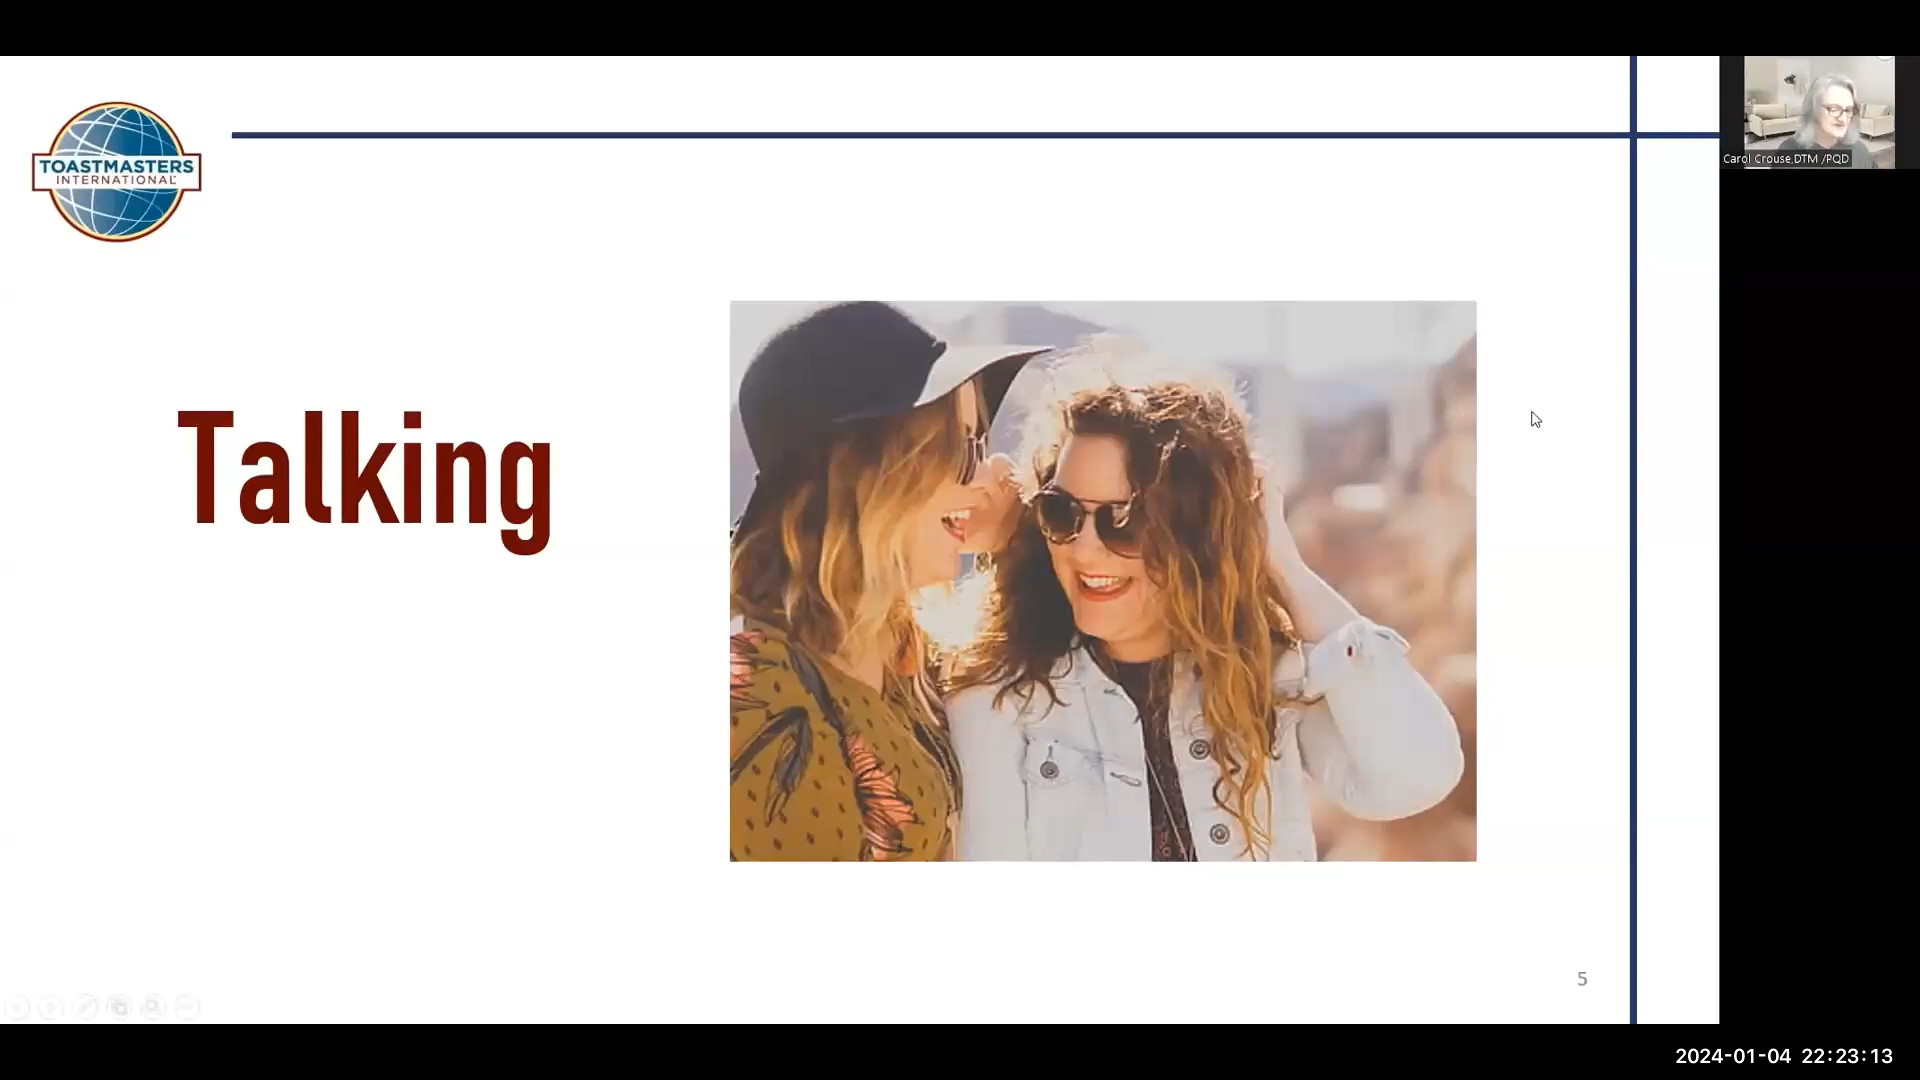 TOASTMASTERS
INTERNATIONAL
Carol Crouse,DTM /PQD
Talking
5
2024-01-04 22:23:13